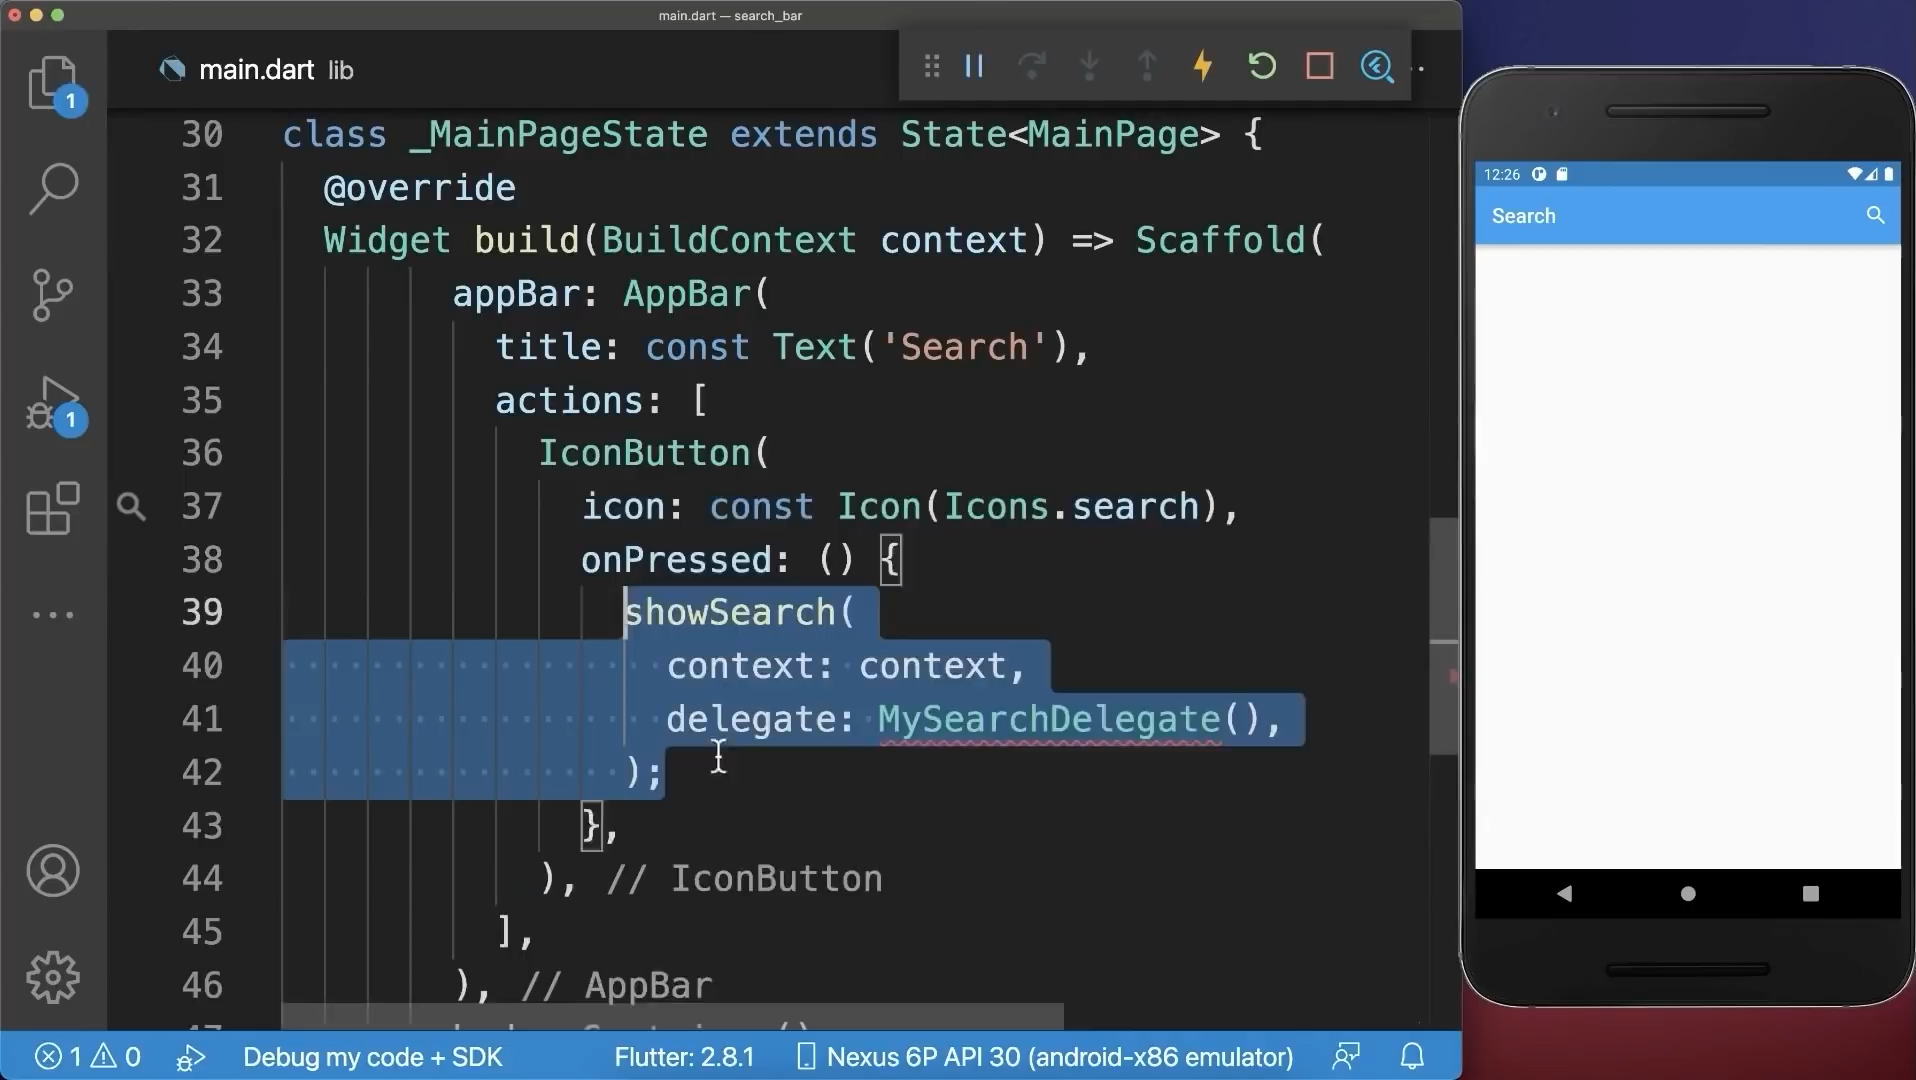 main.dart — search_bar
main.dart lib
30 class _MainPageState extends State<MainPage> {
31 @override
32 Widget build(BuildContext context) => Scaffold(
33 appBar: AppBar(
34 title: const Text('Search'),
35 actions: [
36 IconButton(
37 icon: const Icon(Icons.search),
38 onPressed: () {
39 showSearch(
40 context: context,
41 delegate: MySearchDelegate(),
42 );
43 },
44 ), // IconButton
45 ],
46 ), // AppBar
1
1
12:26
Search
1 0 Debug my code + SDK Flutter: 2.8.1 Nexus 6P API 30 (android-x86 emulator)